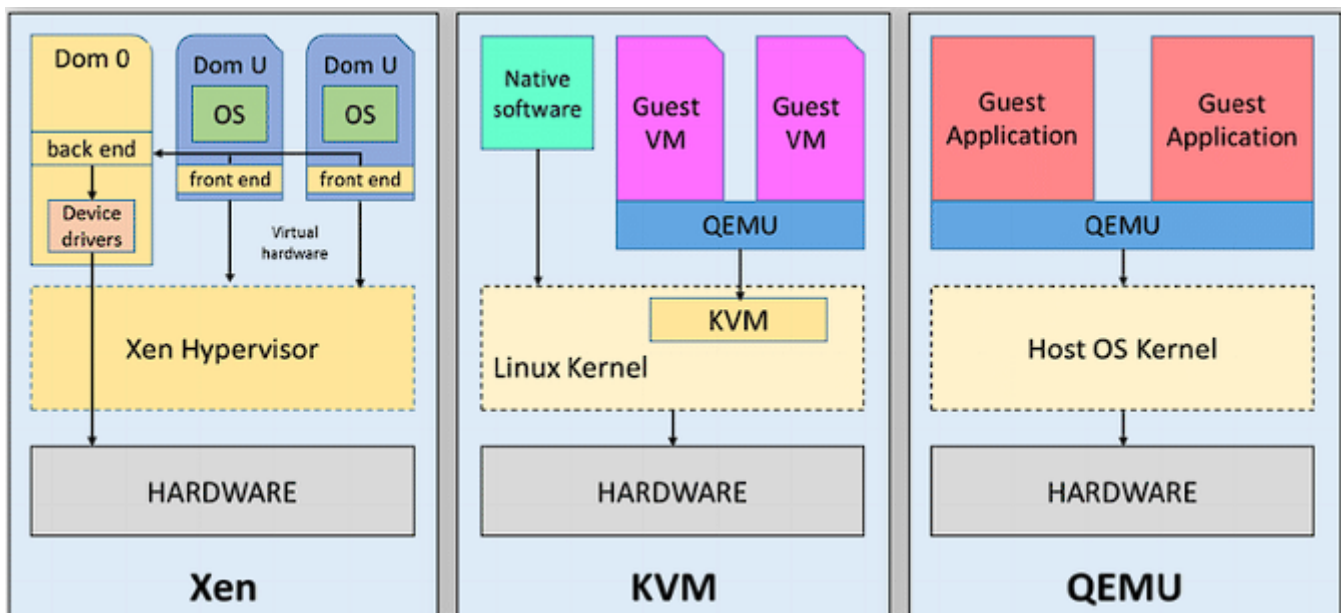 Dom 0
back end
Device
drivers
Dom U
OS
front end
Dom U
OS
front end
Virtual
hardware
Xen Hypervisor
HARDWARE
Xen
Native
software
Guest
VM
Guest
VM
QEMU
KVM
Linux Kernel
HARDWARE
KVM
Guest
Application
Guest
Application
QEMU
Host OS Kernel
HARDWARE
QEMU